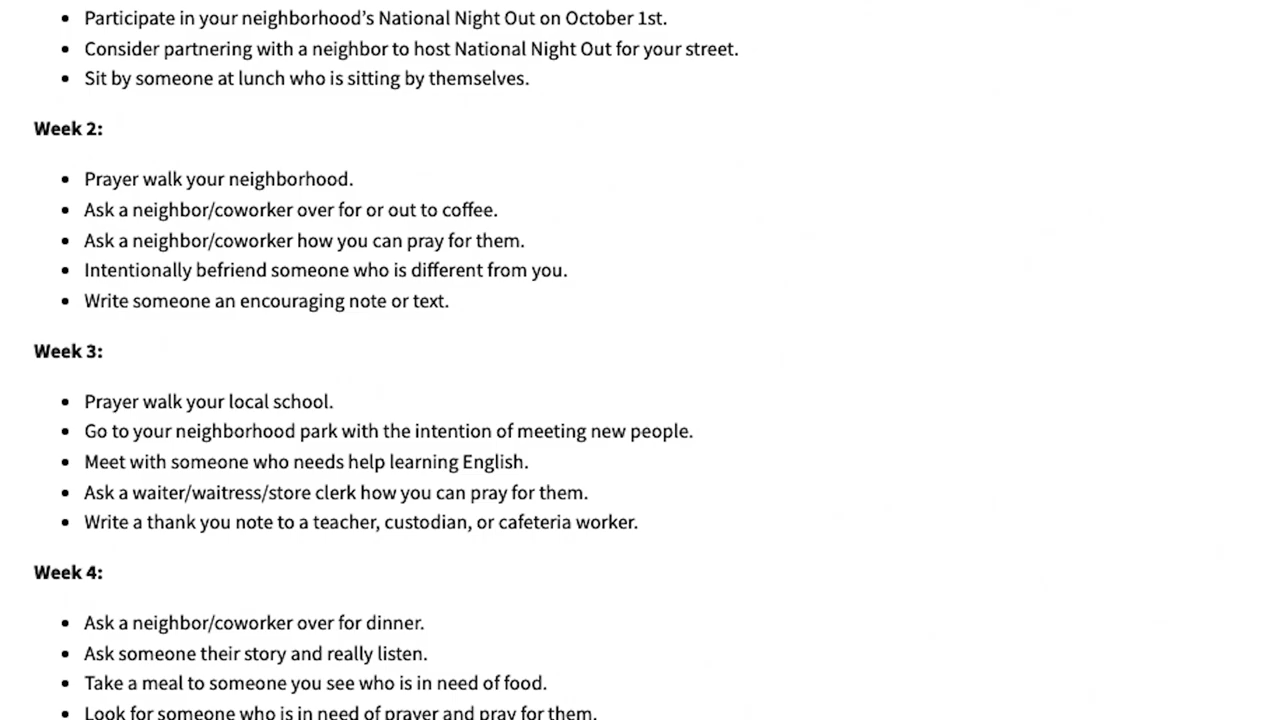 • Participate in your neighborhood’s National Night Out on October 1st.
• Consider partnering with a neighbor to host National Night Out for your street.
• Sit by someone at lunch who is sitting by themselves.
Week 2:
• Prayer walk your neighborhood.
• Ask a neighbor/coworker over for or out to coffee.
• Ask a neighbor/coworker how you can pray for them.
• Intentionally befriend someone who is different from you.
• Write someone an encouraging note or text.
Week 3:
• Prayer walk your local school.
• Go to your neighborhood park with the intention of meeting new people.
• Meet with someone who needs help learning English.
• Ask a waiter/waitress/store clerk how you can pray for them.
• Write a thank you note to a teacher, custodian, or cafeteria worker.
Week 4:
• Ask a neighbor/coworker over for dinner.
• Ask someone their story and really listen.
• Take a meal to someone you see who is in need of food.
• Look for someone who is in need of prayer and pray for them.